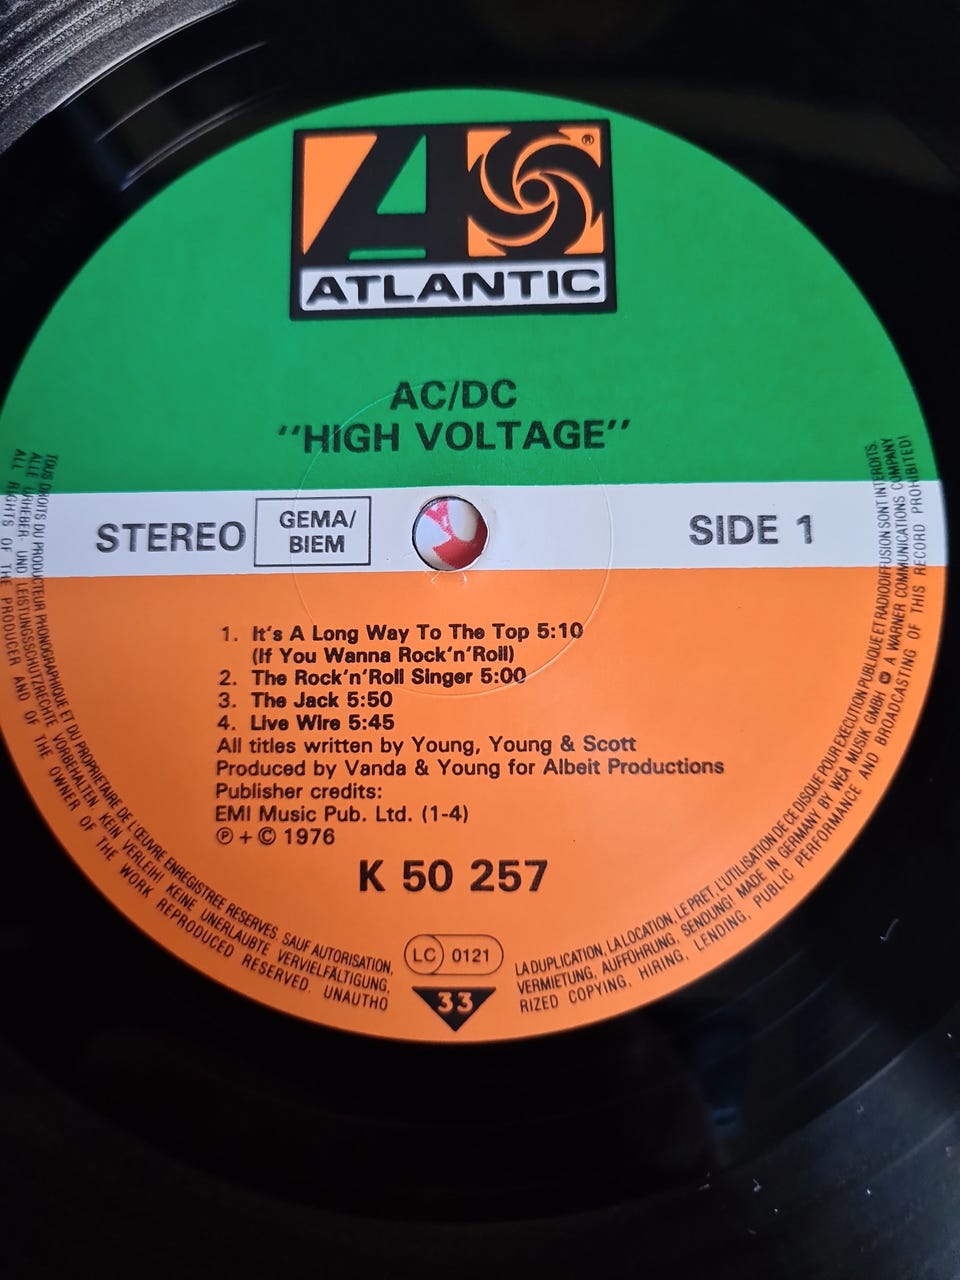 ATLANTIC
®
AC/DC
"HIGH VOLTAGE"
STEREO
GEMA/
BIEM
SIDE 1
1. It's A Long Way To The Top 5:10
(If You Wanna Rock'n'Roll)
2. The Rock'n'Roll Singer 5:00
3. The Jack 5:50
4. Live Wire 5:45
All titles written by Young, Young & Scott
Produced by Vanda & Young for Albeit Productions
Publisher credits:
EMI Music Pub. Ltd. (1-4)
Ⓟ + © 1976
K 50 257
LC 0121
33
TOUS DROITS DU PRODUCTEUR PHONOGRAPHIQUE ET DU PROPRIETAIRE DE L'ŒUVRE ENREGISTREE RESERVES. SAUF AUTORISATION, LA DUPLICATION, LA LOCATION, LE PRET, L'UTILISATION DE CE DISQUE POUR EXECUTION PUBLIQUE ET RADIODIFFUSION SONT INTERDITS.
ALLE URHEBER- UND LEISTUNGSSCHUTZRECHTE VORBEHALTEN. KEIN VERLEIH! KEINE UNERLAUBTE VERVIELFÄLTIGUNG, VERMIETUNG, AUFFÜHRUNG, SENDUNG! MADE IN GERMANY BY WEA MUSIK GMBH A WARNER COMMUNICATIONS COMPANY
ALL RIGHTS OF THE PRODUCER AND OF THE OWNER OF THE WORK REPRODUCED RESERVED. UNAUTHORIZED COPYING, HIRING, LENDING, PUBLIC PERFORMANCE AND BROADCASTING OF THIS RECORD PROHIBITED!